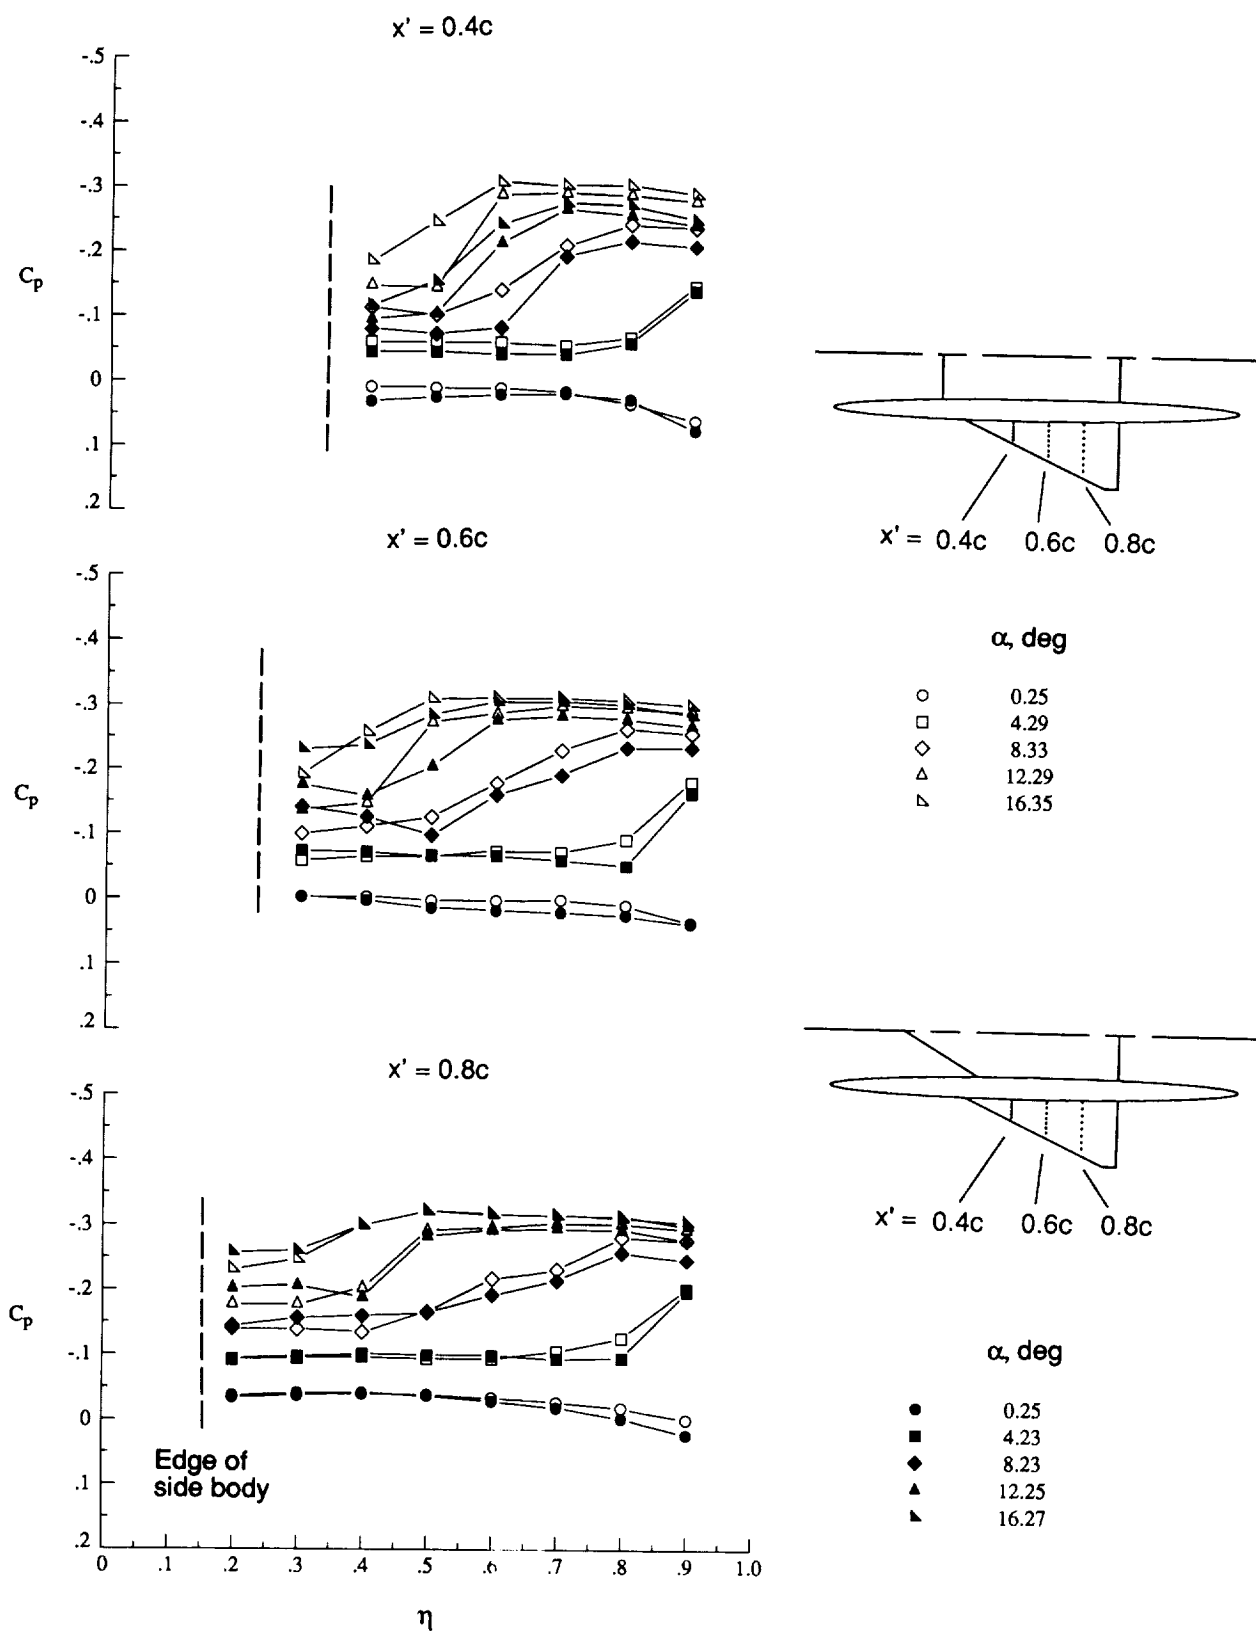 x' = 0.4c
-.5
-.4
-.3
-.2
-.1
0
.1
.2
Cp
x' = 0.4c 0.6c 0.8c
x' = 0.6c
-.5
-.4
-.3
-.2
-.1
0
.1
.2
Cp
α, deg
0.25
4.29
8.33
12.29
16.35
x' = 0.8c
-.5
-.4
-.3
-.2
-.1
0
.1
.2
Cp
Edge of
side body
0 .1 .2 .3 .4 .5 .6 .7 .8 .9 1.0
η
x' = 0.4c 0.6c 0.8c
α, deg
0.25
4.23
8.23
12.25
16.27